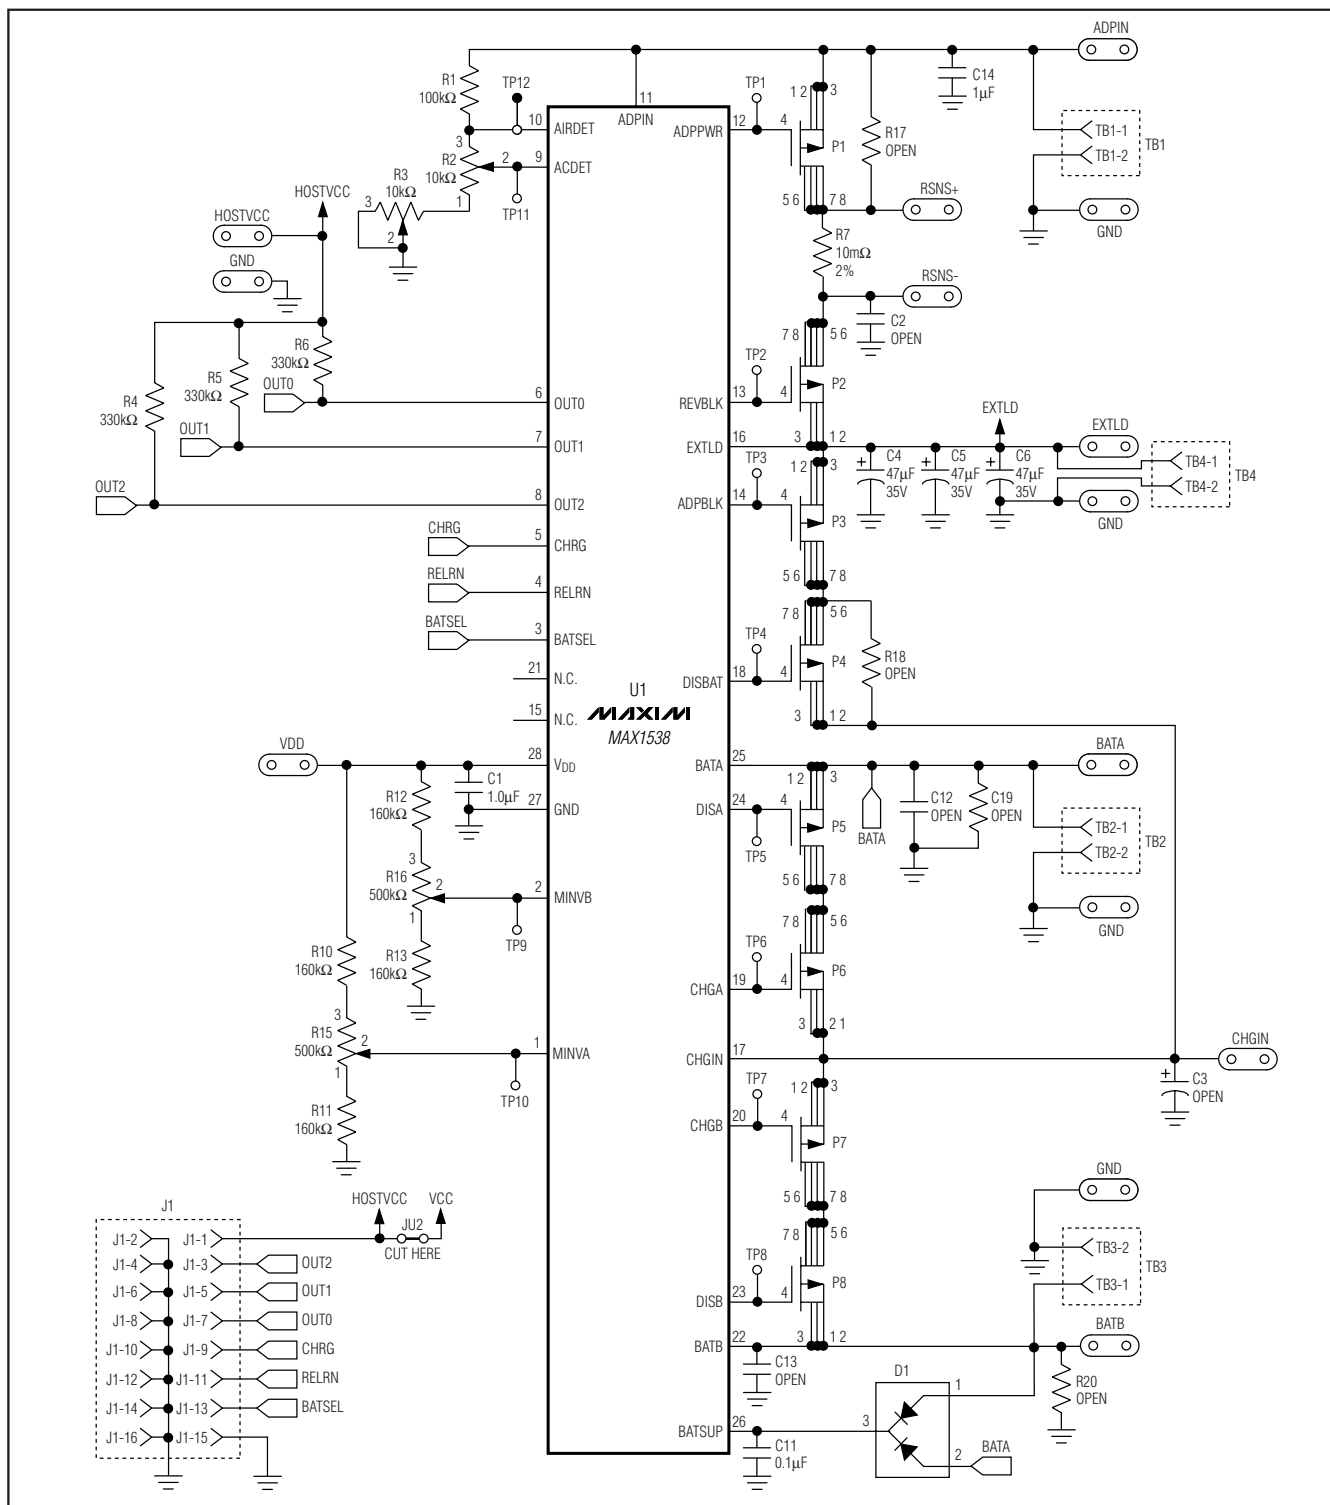 ADPIN
R1
100kΩ
TP12
11
ADPIN
TP1
1 2
3
C14
1µF
10
AIRDET
ADPPWR
12
4
P1
R17
OPEN
TB1-1
TB1-2
TB1
3
R2
10kΩ
2
9
ACDET
1
TP11
R3
10kΩ
3
2
HOSTVCC
HOSTVCC
GND
5 6
7 8
RSNS+
GND
R7
10mΩ
2%
RSNS-
C2
OPEN
7 8
5 6
R6
330kΩ
R5
330kΩ
R4
330kΩ
OUT0
OUT1
OUT2
6
OUT0
7
OUT1
8
OUT2
TP2
REVBLK
13
4
P2
EXTLD
16
3
1 2
EXTLD
EXTLD
C4
47µF
35V
C5
47µF
35V
C6
47µF
35V
TB4-1
TB4-2
TB4
GND
TP3
1 2
3
ADPBLK
14
4
P3
5 6
7 8
CHRG
5
CHRG
RELRN
4
RELRN
BATSEL
3
BATSEL
21
N.C.
15
N.C.
7 8
5 6
TP4
DISBAT
18
4
P4
R18
OPEN
3
1 2
U1
MAXIM
MAX1538
VDD
28
VDD
C1
1.0µF
27
GND
R12
160kΩ
3
R16
500kΩ
2
1
2
MINVB
TP9
R13
160kΩ
R10
160kΩ
3
R15
500kΩ
2
1
1
MINVA
TP10
R11
160kΩ
BATA
25
BATA
1 2
3
DISA
24
4
P5
TP5
BATA
C12
OPEN
C19
OPEN
TB2-1
TB2-2
TB2
GND
5 6
7 8
7 8
5 6
TP6
CHGA
19
4
P6
3
2 1
CHGIN
17
CHGIN
C3
OPEN
TP7
1 2
3
CHGB
20
4
P7
5 6
7 8
7 8
5 6
TP8
DISB
23
4
P8
GND
TB3-2
TB3-1
TB3
BATB
22
3
1 2
BATB
C13
OPEN
R20
OPEN
D1
1
3
2
BATA
BATSUP
26
C11
0.1µF
J1
HOSTVCC
VCC
JU2
CUT HERE
J1-2
J1-1
J1-4
J1-3
OUT2
J1-6
J1-5
OUT1
J1-8
J1-7
OUT0
J1-10
J1-9
CHRG
J1-12
J1-11
RELRN
J1-14
J1-13
BATSEL
J1-16
J1-15